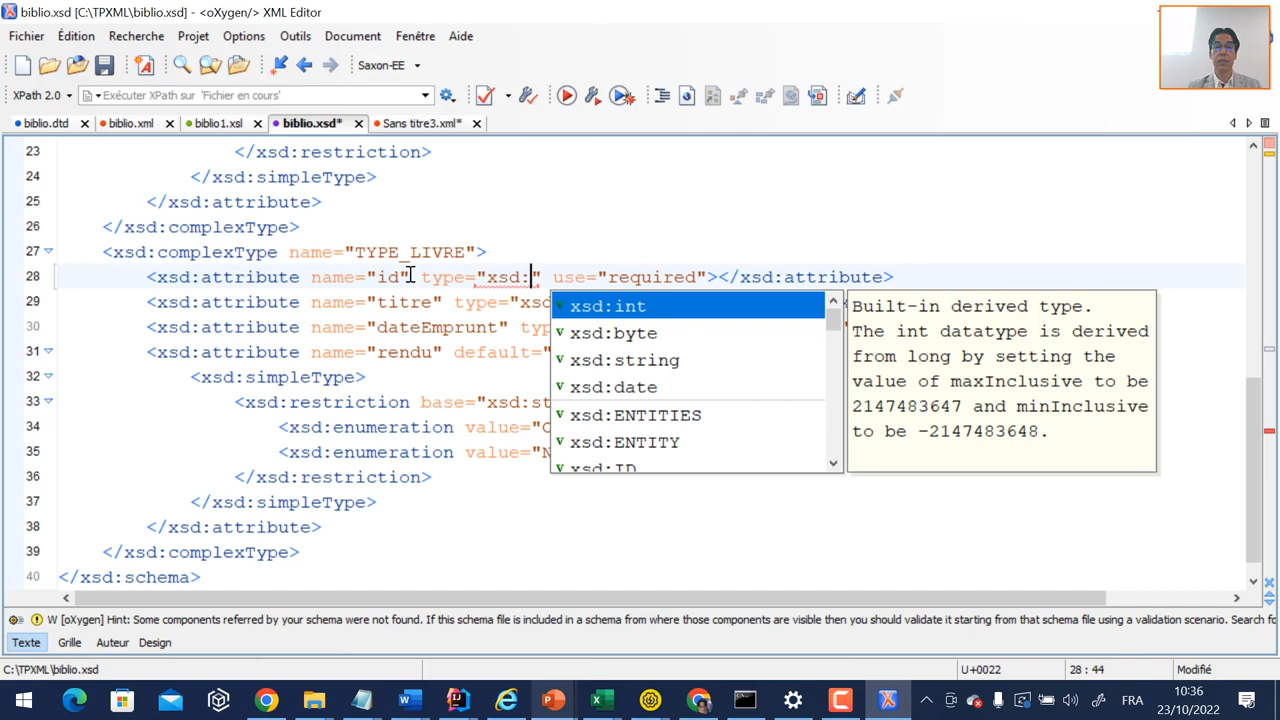 biblio.xsd [C:\TPXML\biblio.xsd] - <oXygen/> XML Editor
Fichier Édition Recherche Projet Options Outils Document Fenêtre Aide
Saxon-EE
XPath 2.0 Exécuter XPath sur 'Fichier en cours'
biblio.dtd biblio.xml biblio1.xsl biblio.xsd* Sans titre3.xml*
23 </xsd:restriction>
24 </xsd:simpleType>
25 </xsd:attribute>
26 </xsd:complexType>
27 <xsd:complexType name="TYPE_LIVRE">
28 <xsd:attribute name="id" type="xsd:" use="required"></xsd:attribute>
29 <xsd:attribute name="titre" type="xsd
30 <xsd:attribute name="dateEmprunt" typ
31 <xsd:attribute name="rendu" default="
32 <xsd:simpleType>
33 <xsd:restriction base="xsd:st
34 <xsd:enumeration value="O
35 <xsd:enumeration value="N
36 </xsd:restriction>
37 </xsd:simpleType>
38 </xsd:attribute>
39 </xsd:complexType>
40 </xsd:schema>
xsd:int
xsd:byte
xsd:string
xsd:date
xsd:ENTITIES
xsd:ENTITY
xsd:ID
Built-in derived type.
The int datatype is derived
from long by setting the
value of maxInclusive to be
2147483647 and minInclusive
to be -2147483648.
W [oXygen] Hint: Some components referred by your schema were not found. If this schema file is included in a schema from where those components are visible then you should validate it starting from that schema file using a validation scenario. Search fo
Texte Grille Auteur Design
C:\TPXML\biblio.xsd U+0022 28 : 44 Modifié
FRA
10:36
23/10/2022